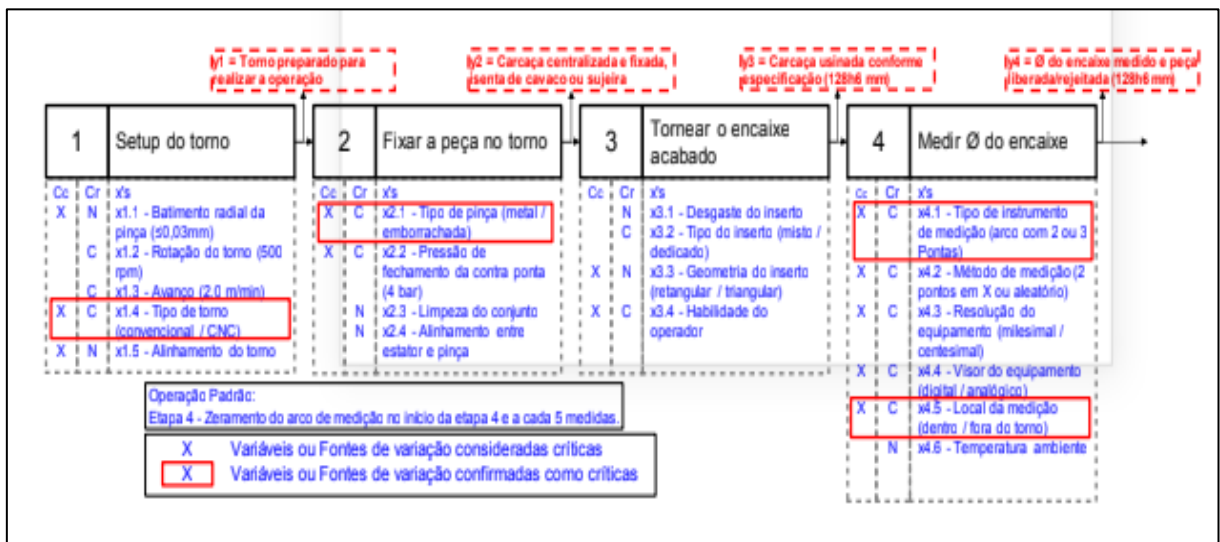 y1 = Torno preparado para
realizar a operação
y2 = Carcaça centralizada e fixada,
isenta de cavaco ou sujeira
y3 = Carcaça usinada conforme
especificação (128h6 mm)
y4 = Ø do encaixe medido e peça
liberada/rejeitada (128h6 mm)
1 Setup do torno
2 Fixar a peça no torno
3 Tornear o encaixe
acabado
4 Medir Ø do encaixe
Cc Cr x's
X N x1.1 - Batimento radial da
pinça (≤0,03mm)
C x1.2 - Rotação do torno (500
rpm)
C x1.3 - Avanço (2,0 m/min)
X C x1.4 - Tipo de torno
(convencional / CNC)
X N x1.5 - Alinhamento do torno
Cc Cr x's
X C x2.1 - Tipo de pinça (metal /
emborrachada)
X C x2.2 - Pressão de
fechamento da contra ponta
(4 bar)
N x2.3 - Limpeza do conjunto
N x2.4 - Alinhamento entre
estator e pinça
Cc Cr x's
N x3.1 - Desgaste do inserto
C x3.2 - Tipo do inserto (misto /
dedicado)
X N x3.3 - Geometria do inserto
(retangular / triangular)
X C x3.4 - Habilidade do
operador
Cc Cr x's
X C x4.1 - Tipo de instrumento
de medição (arco com 2 ou 3
Pontas)
X C x4.2 - Método de medição (2
pontos em X ou aleatório)
X C x4.3 - Resolução do
equipamento (milesimal /
centesimal)
X C x4.4 - Visor do equipamento
(digital / analógico)
X C x4.5 - Local da medição
(dentro / fora do torno)
N x4.6 - Temperatura ambiente
Operação Padrão:
Etapa 4 - Zeramento do arco de medição no início da etapa 4 e a cada 5 medidas.
X Variáveis ou Fontes de variação consideradas críticas
X Variáveis ou Fontes de variação confirmadas como críticas